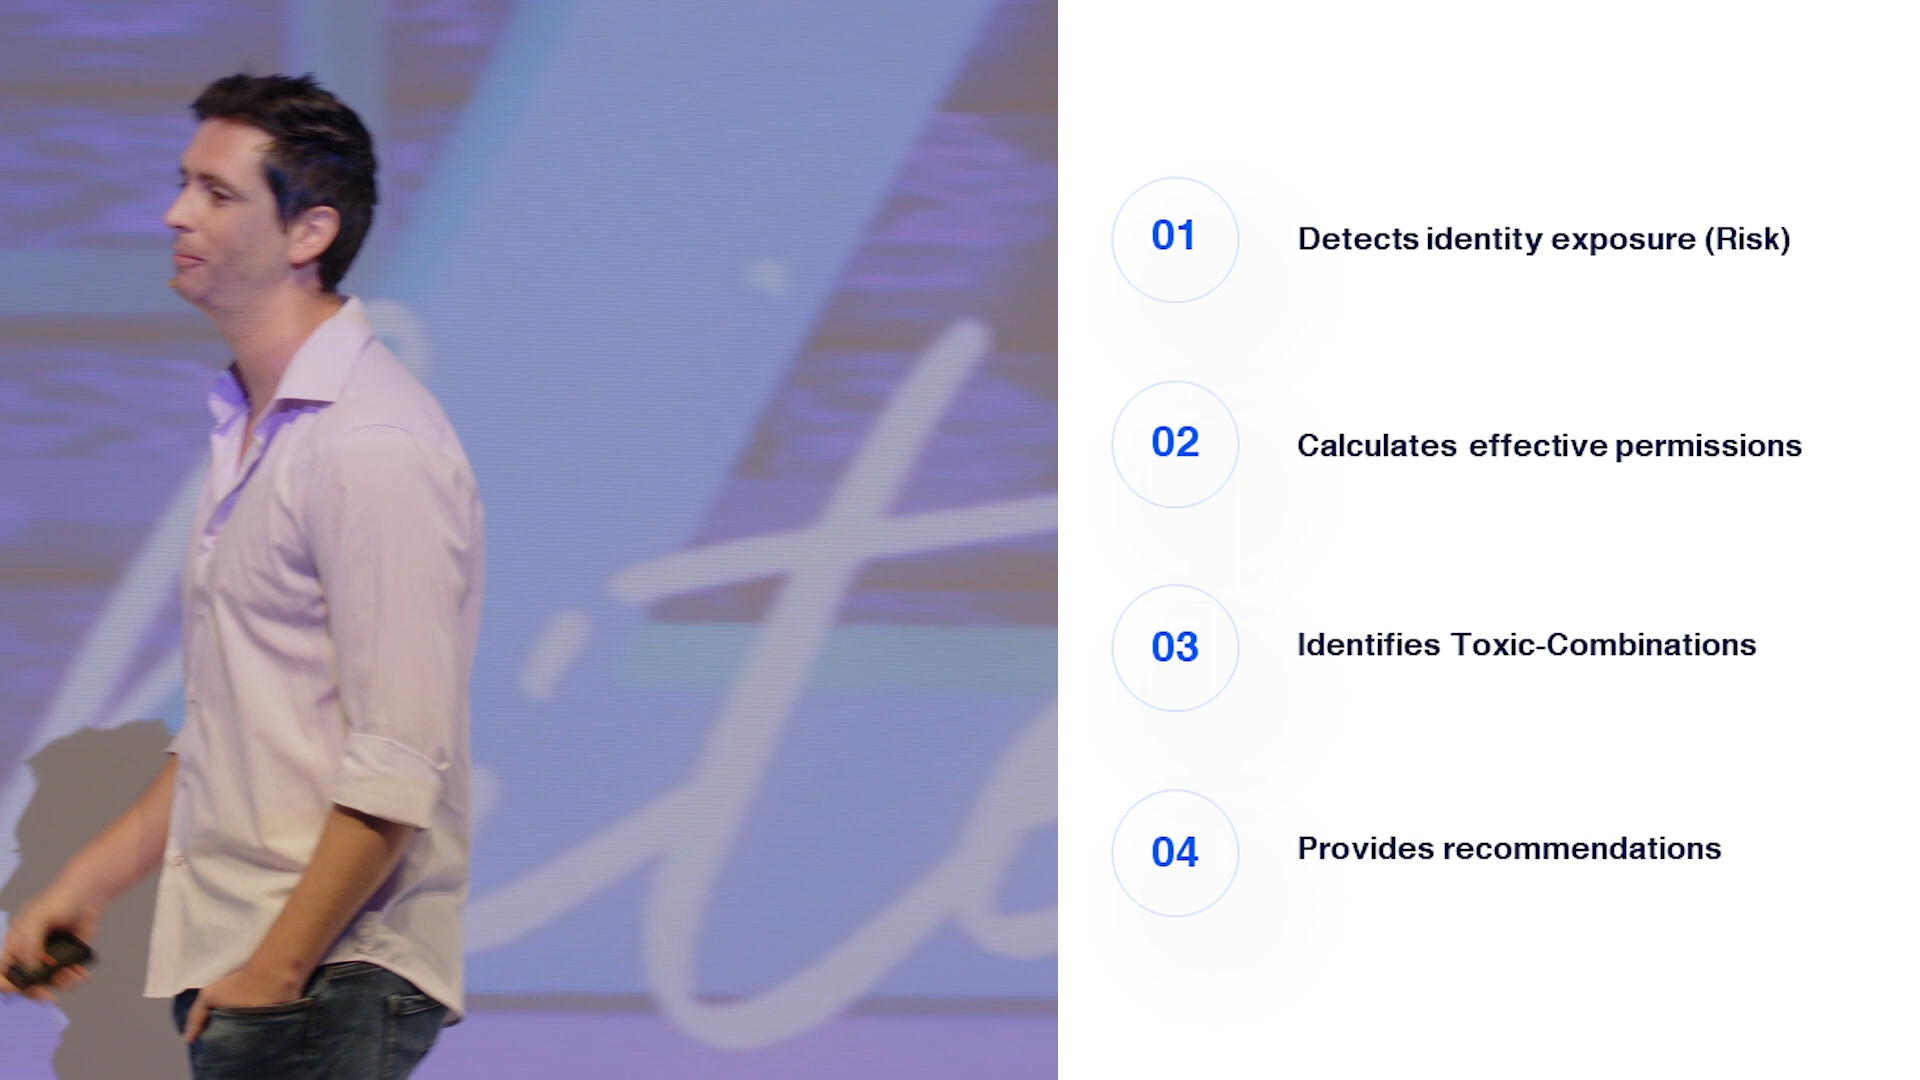 01
Detects identity exposure (Risk)
02
Calculates effective permissions
03
Identifies Toxic-Combinations
04
Provides recommendations